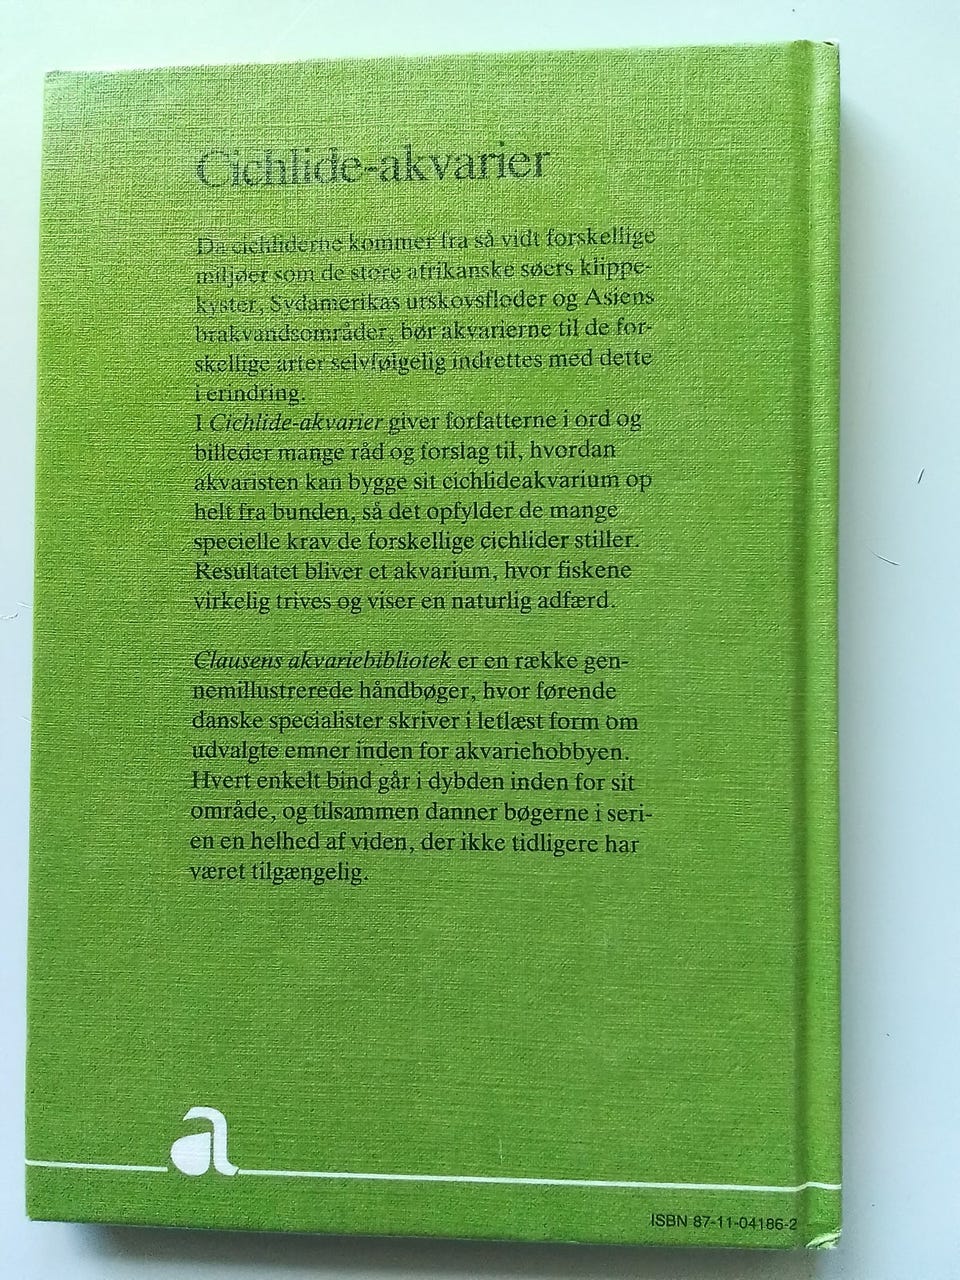 Cichlide-akvarier
Da cichliderne kommer fra så vidt forskellige
miljøer som de store afrikanske søers klippe-
kyster, Sydamerikas urskovsfloder og Asiens
brakvandsområder, bør akvarierne til de for-
skellige arter selvfølgelig indrettes med dette
i erindring.
I Cichlide-akvarier giver forfatterne i ord og
billeder mange råd og forslag til, hvordan
akvaristen kan bygge sit cichlideakvarium op
helt fra bunden, så det opfylder de mange
specielle krav de forskellige cichlider stiller.
Resultatet bliver et akvarium, hvor fiskene
virkelig trives og viser en naturlig adfærd.
Clausens akvariebibliotek er en række gen-
nemillustrerede håndbøger, hvor førende
danske specialister skriver i letlæst form om
udvalgte emner inden for akvariehobbyen.
Hvert enkelt bind går i dybden inden for sit
område, og tilsammen danner bøgerne i seri-
en en helhed af viden, der ikke tidligere har
været tilgængelig.
a
ISBN 87-11-04186-2